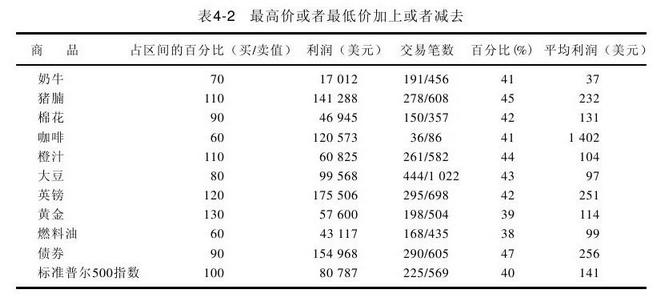 表4-2 最高价或者最低价加上或者减去
商 品 占区间的百分比（买/卖值） 利润（美元） 交易笔数 百分比(%) 平均利润（美元）
奶牛 70 17 012 191/456 41 37
猪腩 110 141 288 278/608 45 232
棉花 90 46 945 150/357 42 131
咖啡 60 120 573 36/86 41 1 402
橙汁 110 60 825 261/582 44 104
大豆 80 99 568 444/1 022 43 97
英镑 120 175 506 295/698 42 251
黄金 130 57 600 198/504 39 114
燃料油 60 43 117 168/435 38 99
债券 90 154 968 290/605 47 256
标准普尔500指数 100 80 787 225/569 40 141